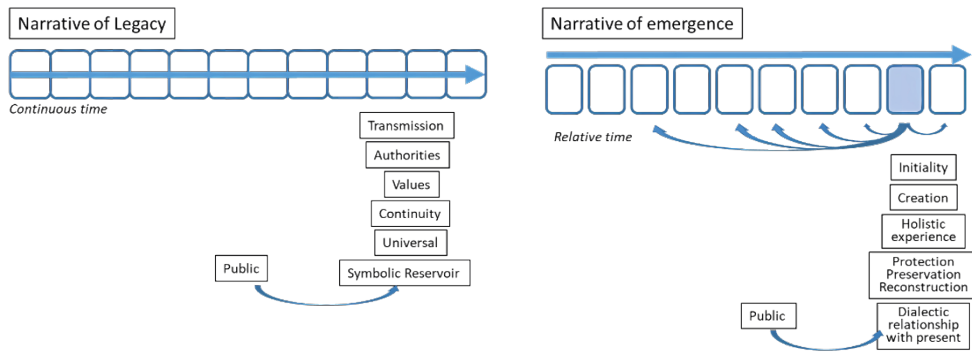 Narrative of Legacy
Continuous time
Transmission
Authorities
Values
Continuity
Universal
Public
Symbolic Reservoir
Narrative of emergence
Relative time
Initiality
Creation
Holistic
experience
Protection
Preservation
Reconstruction
Public
Dialectic
relationship
with present